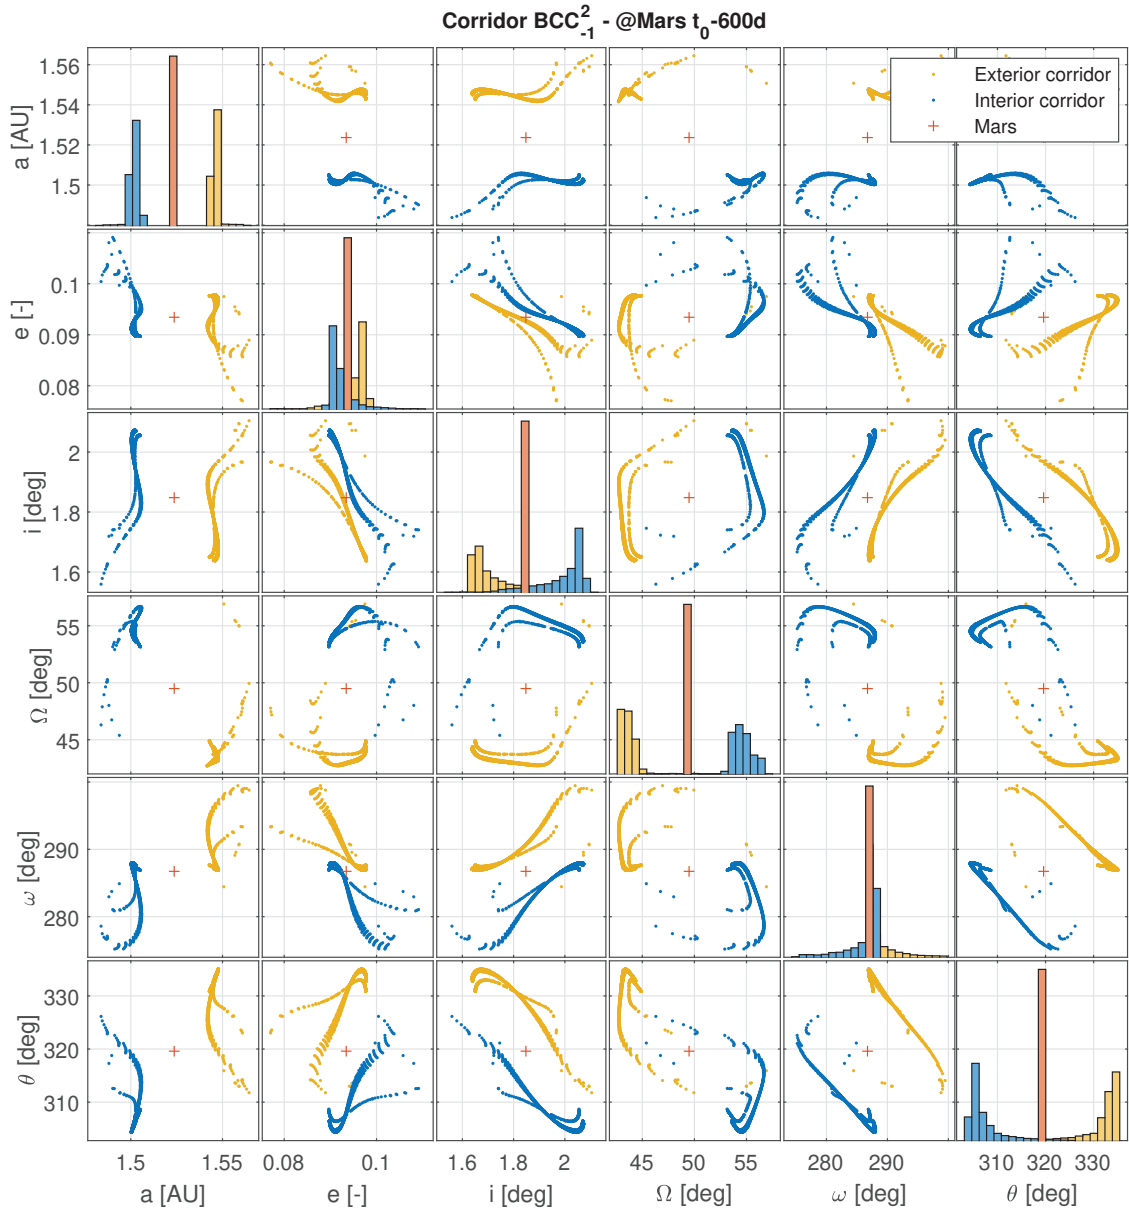 Corridor BCC²₋₁ - @Mars t₀-600d
Exterior corridor
Interior corridor
Mars
a [AU]
1.56
1.54
1.52
1.5
e [-]
0.1
0.09
0.08
i [deg]
2
1.8
1.6
Ω [deg]
55
50
45
ω [deg]
290
280
θ [deg]
330
320
310
1.5 1.55 0.08 0.1 1.6 1.8 2 45 50 55 280 290 310 320 330
a [AU] e [-] i [deg] Ω [deg] ω [deg] θ [deg]